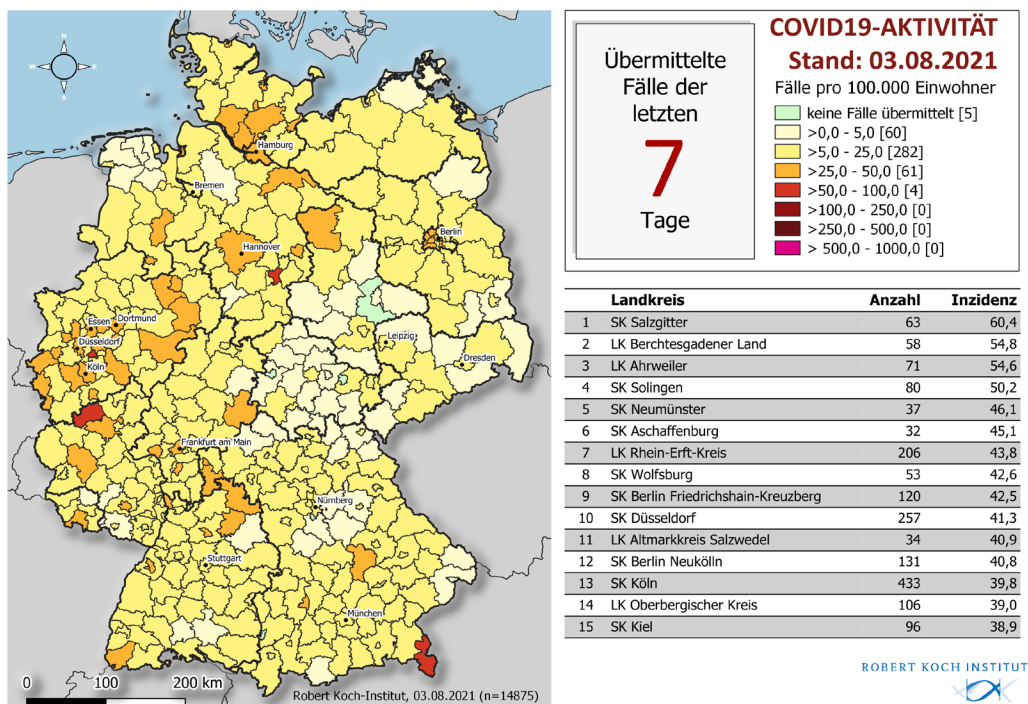 N
W
E
S
Hamburg
Bremen
Berlin
Hannover
Essen
Dortmund
Düsseldorf
Köln
Leipzig
Dresden
Frankfurt am Main
Nürnberg
Stuttgart
München
0 100 200 km
Robert Koch-Institut, 03.08.2021 (n=14875)
Übermittelte
Fälle der
letzten
7
Tage
COVID19-AKTIVITÄT
Stand: 03.08.2021
Fälle pro 100.000 Einwohner
keine Fälle übermittelt [5]
>0,0 - 5,0 [60]
>5,0 - 25,0 [282]
>25,0 - 50,0 [61]
>50,0 - 100,0 [4]
>100,0 - 250,0 [0]
>250,0 - 500,0 [0]
> 500,0 - 1000,0 [0]
Landkreis Anzahl Inzidenz
1 SK Salzgitter 63 60,4
2 LK Berchtesgadener Land 58 54,8
3 LK Ahrweiler 71 54,6
4 SK Solingen 80 50,2
5 SK Neumünster 37 46,1
6 SK Aschaffenburg 32 45,1
7 LK Rhein-Erft-Kreis 206 43,8
8 SK Wolfsburg 53 42,6
9 SK Berlin Friedrichshain-Kreuzberg 120 42,5
10 SK Düsseldorf 257 41,3
11 LK Altmarkkreis Salzwedel 34 40,9
12 SK Berlin Neukölln 131 40,8
13 SK Köln 433 39,8
14 LK Oberbergischer Kreis 106 39,0
15 SK Kiel 96 38,9
ROBERT KOCH INSTITUT